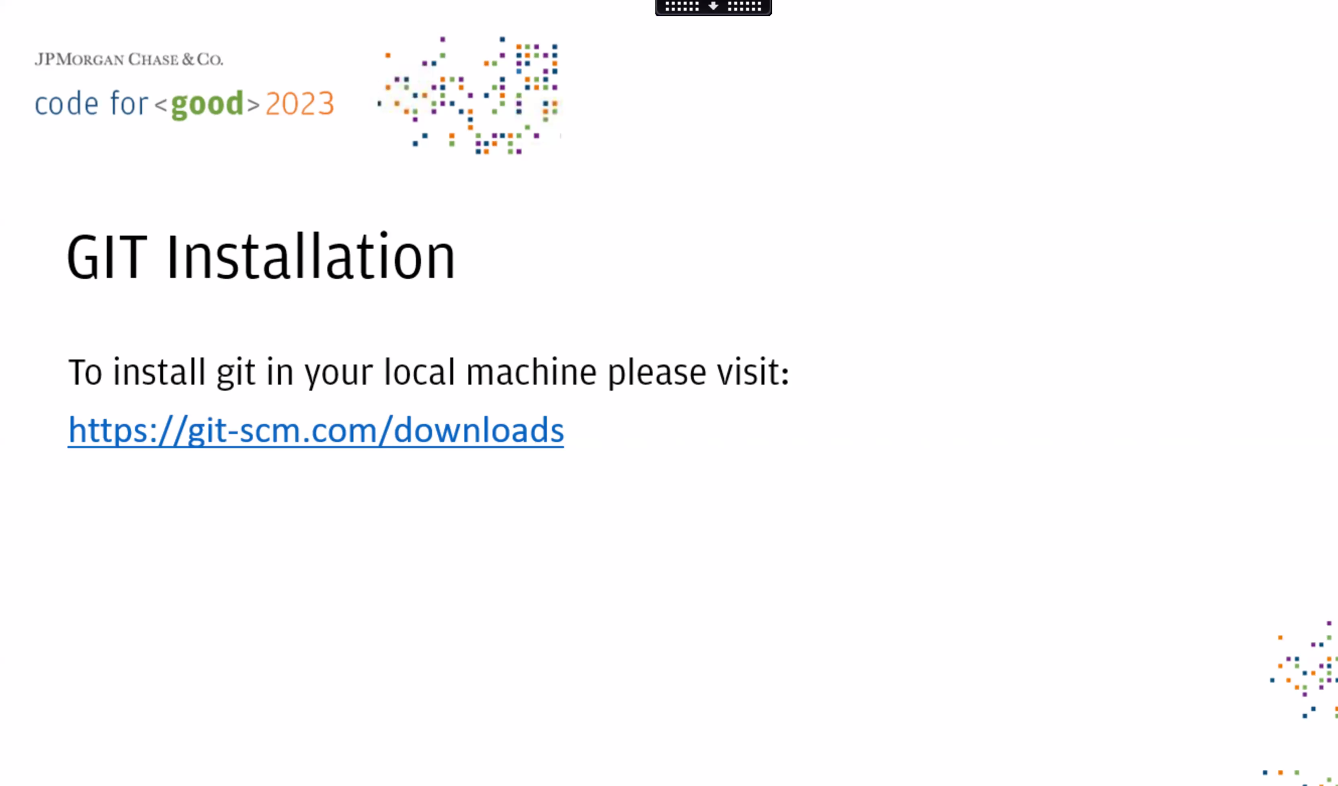 JPMORGAN CHASE & CO.
code for<good>2023
GIT Installation
To install git in your local machine please visit:
https://git-scm.com/downloads